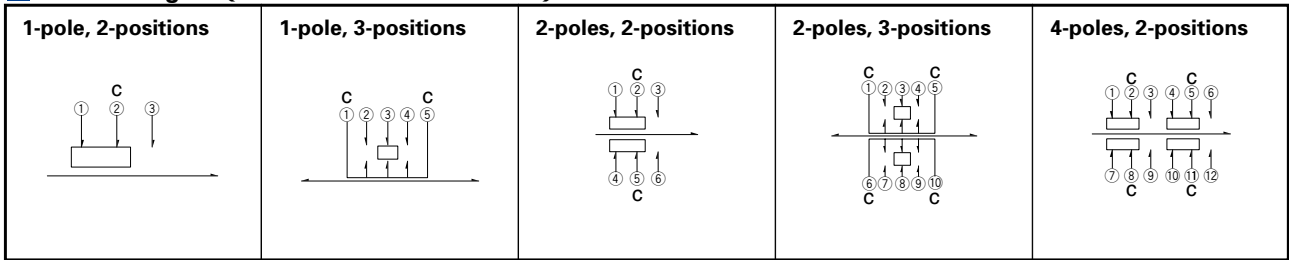 1-pole, 2-positions
C
① ② ③
1-pole, 3-positions
C C
① ② ③ ④ ⑤
2-poles, 2-positions
C
① ② ③
④ ⑤ ⑥
C
2-poles, 3-positions
C C
① ② ③ ④ ⑤
⑥ ⑦ ⑧ ⑨ ⑩
C C
4-poles, 2-positions
C C
① ② ③ ④ ⑤ ⑥
⑦ ⑧ ⑨ ⑩ ⑪ ⑫
C C